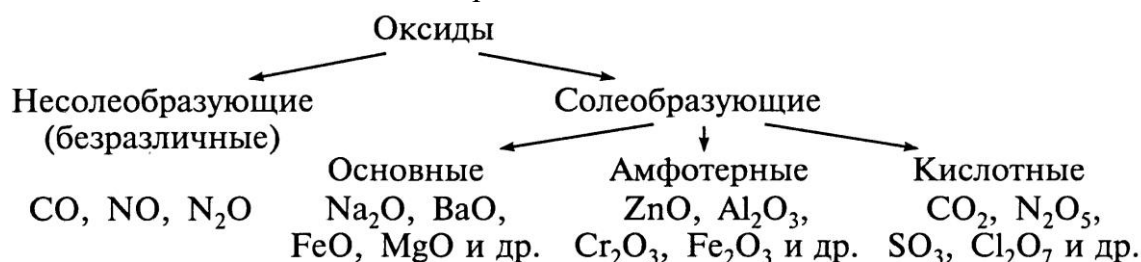 Оксиды
Несолеобразующие
(безразличные)
Солеобразующие
Основные
Амфотерные
Кислотные
CO, NO, N₂O
Na₂O, BaO,
FeO, MgO и др.
ZnO, Al₂O₃,
Cr₂O₃, Fe₂O₃ и др.
CO₂, N₂O₅,
SO₃, Cl₂O₇ и др.